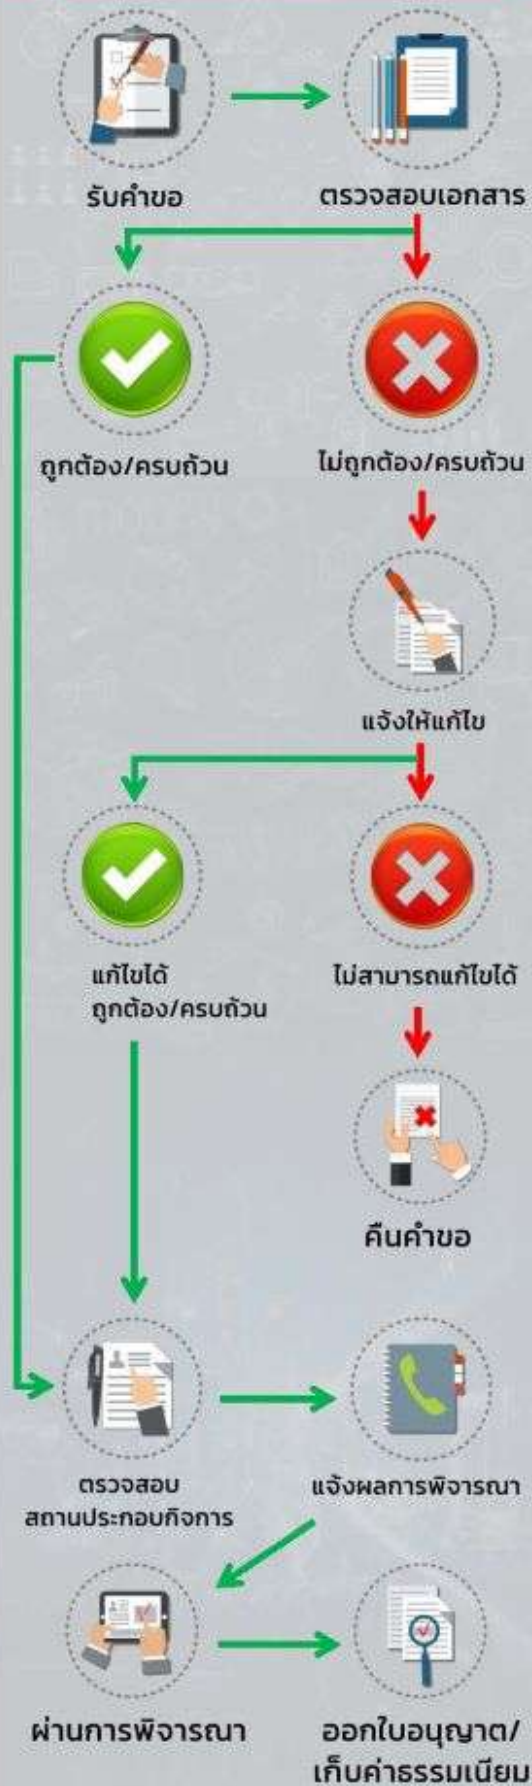 รับคำขอ
ตรวจสอบเอกสาร
ถูกต้อง/ครบถ้วน
ไม่ถูกต้อง/ครบถ้วน
แจ้งให้แก้ไข
แก้ไขได้
ถูกต้อง/ครบถ้วน
ไม่สามารถแก้ไขได้
คืนคำขอ
ตรวจสอบ
สถานประกอบกิจการ
แจ้งผลการพิจารณา
ผ่านการพิจารณา
ออกใบอนุญาต/
เก็บค่าธรรมเนียม